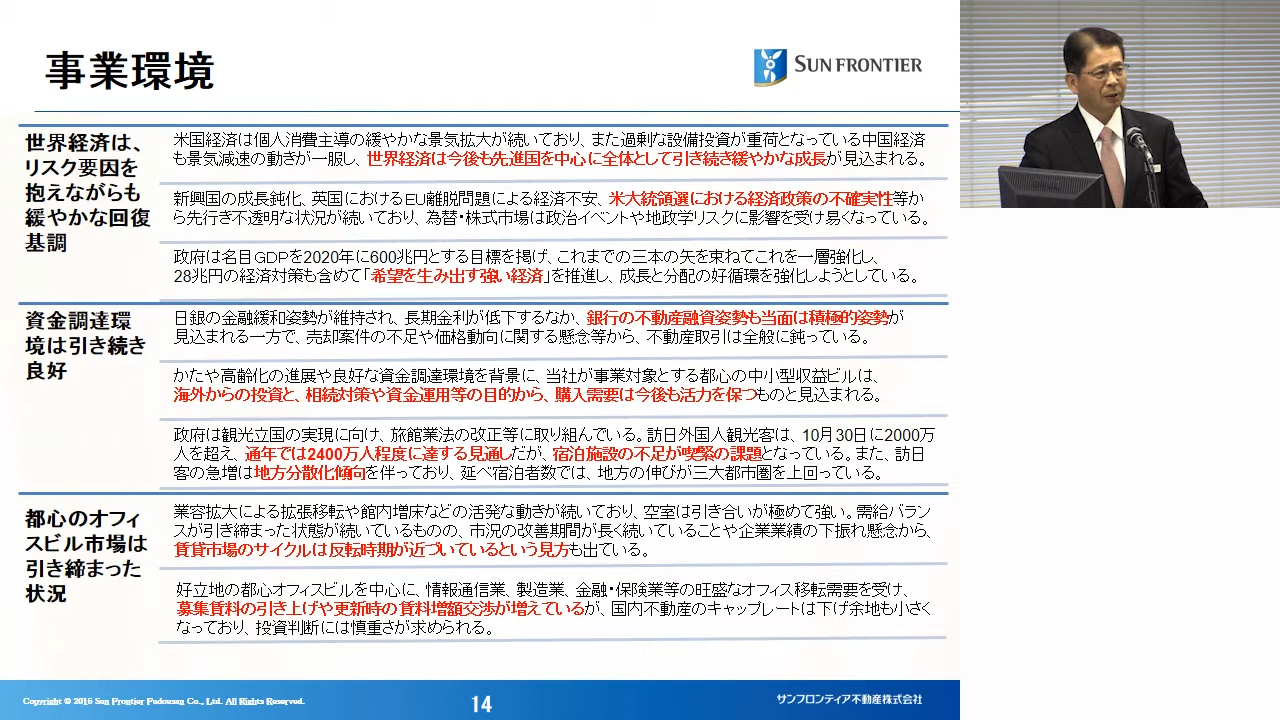 事業環境
SUN FRONTIER
世界経済は、
リスク要因を
抱えながらも
緩やかな回復
基調
米国経済は個人消費主導の緩やかな景気拡大が続いており、また過剰な設備投資が重荷となっている中国経済
も景気減速の動きが一服し、世界経済は今後も先進国を中心に全体として引き続き緩やかな成長が見込まれる。
新興国の成長鈍化、英国におけるEU離脱問題による経済不安、米大統領選における経済政策の不確実性等か
ら先行き不透明な状況が続いており、為替・株式市場は政治イベントや地政学リスクに影響を受け易くなっている。
政府は名目GDPを2020年に600兆円とする目標を掲げ、これまでの三本の矢を束ねてこれを一層強化し、
28兆円の経済対策も含めて「希望を生み出す強い経済」を推進し、成長と分配の好循環を強化しようとしている。
資金調達環
境は引き続き
良好
日銀の金融緩和姿勢が維持され、長期金利が低下するなか、銀行の不動産融資姿勢も当面は積極的姿勢が
見込まれる一方で、売却案件の不足や価格動向に関する懸念等から、不動産取引は全般に鈍っている。
かたや高齢化の進展や良好な資金調達環境を背景に、当社が事業対象とする都心の中小型収益ビルは、
海外からの投資と、相続対策や資金運用等の目的から、購入需要は今後も活力を保つものと見込まれる。
政府は観光立国の実現に向け、旅館業法の改正等に取り組んでいる。訪日外国人観光客は、10月30日に2000万
人を超え、通年では2400万人程度に達する見通しだが、宿泊施設の不足が喫緊の課題となっている。また、訪日
客の急増は地方分散化傾向を伴っており、延べ宿泊者数では、地方の伸びが三大都市圏を上回っている。
都心のオフィ
スビル市場は
引き締まった
状況
業容拡大による拡張移転や館内増床などの活発な動きが続いており、空室は引き合いが極めて強い。需給バラン
スが引き締まった状態が続いているものの、市況の改善期間が長く続いていることや企業業績の下振れ懸念から、
賃貸市場のサイクルは反転時期が近づいているという見方も出ている。
好立地の都心オフィスビルを中心に、情報通信業、製造業、金融・保険業等の旺盛なオフィス移転需要を受け、
募集賃料の引き上げや更新時の賃料増額交渉が増えているが、国内不動産のキャップレートは下げ余地も小さく
なっており、投資判断には慎重さが求められる。
Copyright © 2016 Sun Frontier Fudousan Co., Ltd. All Rights Reserved.
14
サンフロンティア不動産株式会社